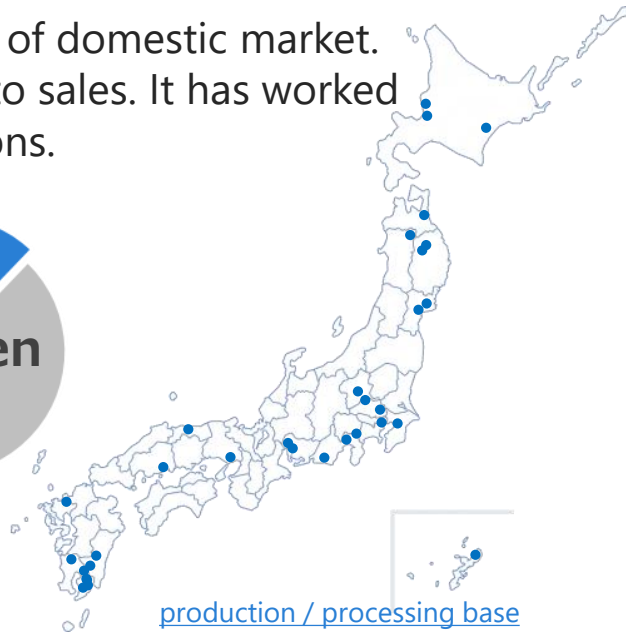 of domestic market.
to sales. It has worked
ons.
en
production / processing base